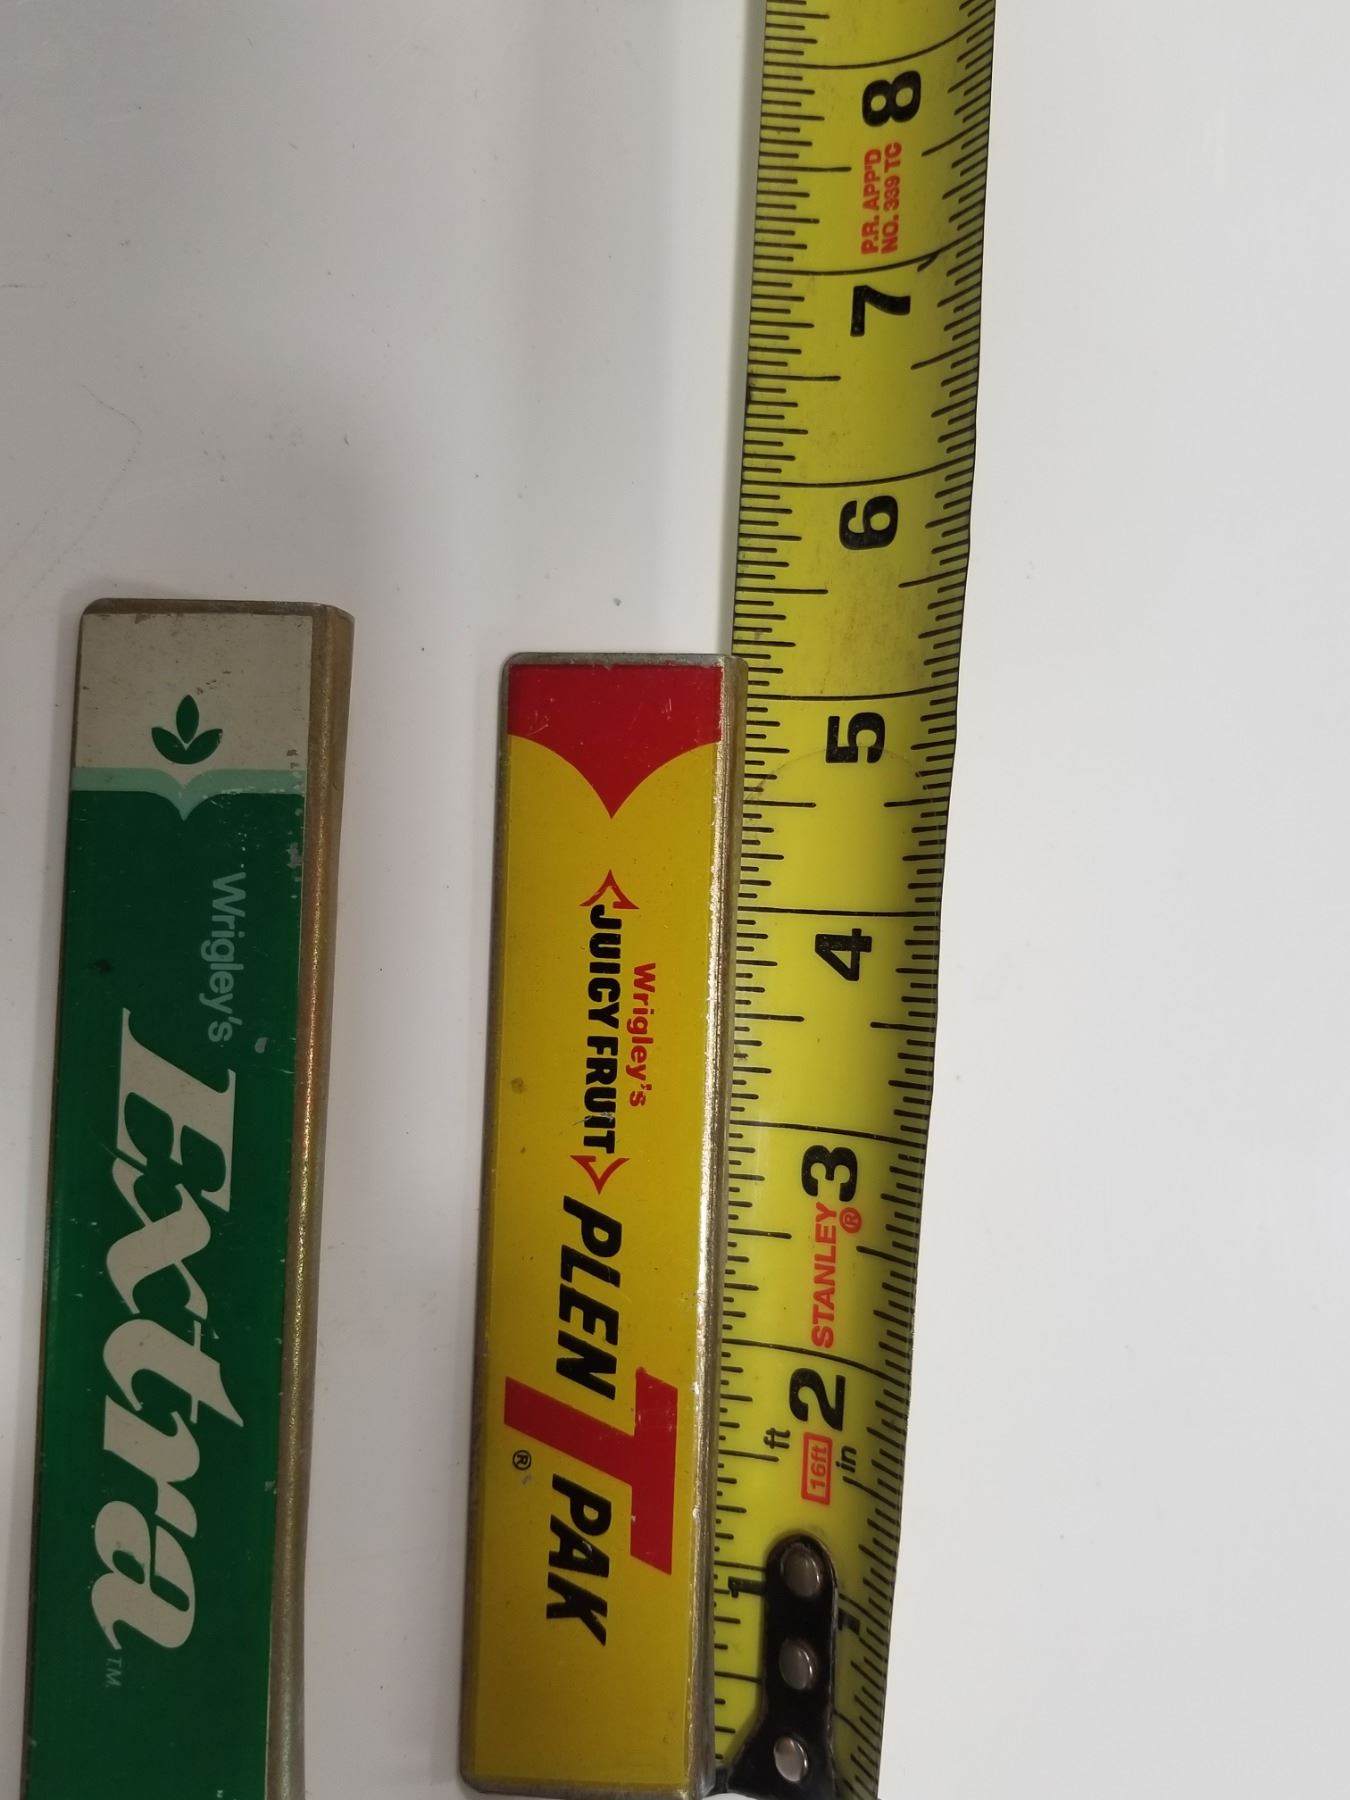 Wrigley's
Extra
TM
Wrigley's
JUICY FRUIT
PLEN T PAK
®
8
P.R. APP'D
NO. 339 TC
7
6
5
4
3
STANLEY®
2
ft
16ft
in
1
1